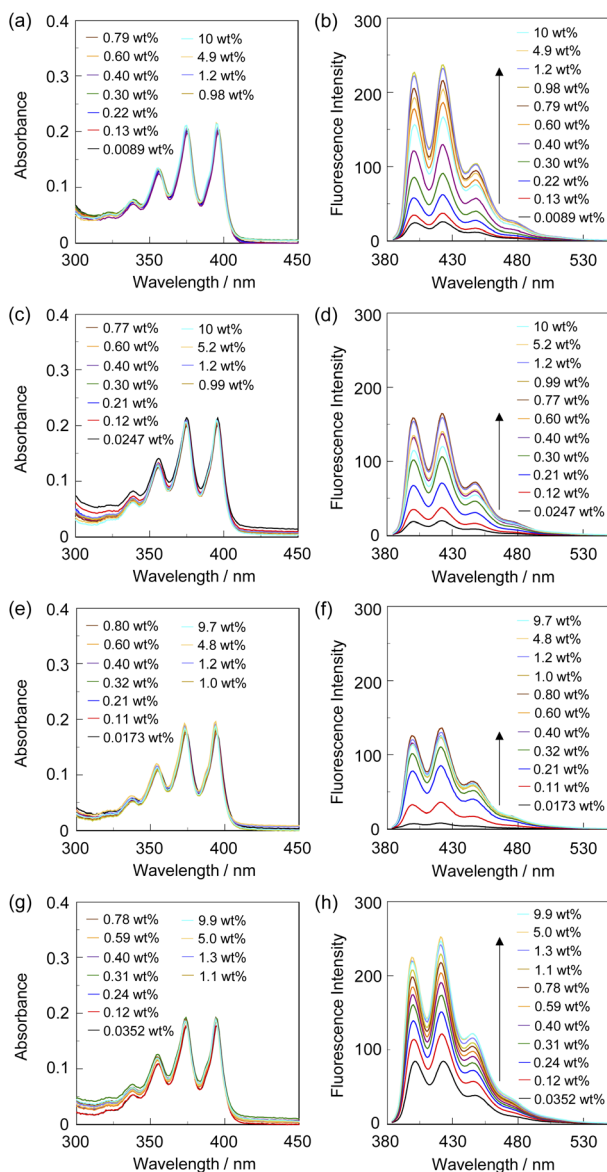 (a)
Absorbance
0.4
0.3
0.2
0.1
0
0.79 wt%
0.60 wt%
0.40 wt%
0.30 wt%
0.22 wt%
0.13 wt%
0.0089 wt%
10 wt%
4.9 wt%
1.2 wt%
0.98 wt%
300 350 400 450
Wavelength / nm
(b)
Fluorescence Intensity
300
200
100
0
10 wt%
4.9 wt%
1.2 wt%
0.98 wt%
0.79 wt%
0.60 wt%
0.40 wt%
0.30 wt%
0.22 wt%
0.13 wt%
0.0089 wt%
380 430 480 530
Wavelength / nm
(c)
Absorbance
0.4
0.3
0.2
0.1
0
0.77 wt%
0.60 wt%
0.40 wt%
0.30 wt%
0.21 wt%
0.12 wt%
0.0247 wt%
10 wt%
5.2 wt%
1.2 wt%
0.99 wt%
300 350 400 450
Wavelength / nm
(d)
Fluorescence Intensity
300
200
100
0
10 wt%
5.2 wt%
1.2 wt%
0.99 wt%
0.77 wt%
0.60 wt%
0.40 wt%
0.30 wt%
0.21 wt%
0.12 wt%
0.0247 wt%
380 430 480 530
Wavelength / nm
(e)
Absorbance
0.4
0.3
0.2
0.1
0
0.80 wt%
0.60 wt%
0.40 wt%
0.32 wt%
0.21 wt%
0.11 wt%
0.0173 wt%
9.7 wt%
4.8 wt%
1.2 wt%
1.0 wt%
300 350 400 450
Wavelength / nm
(f)
Fluorescence Intensity
300
200
100
0
9.7 wt%
4.8 wt%
1.2 wt%
1.0 wt%
0.80 wt%
0.60 wt%
0.40 wt%
0.32 wt%
0.21 wt%
0.11 wt%
0.0173 wt%
380 430 480 530
Wavelength / nm
(g)
Absorbance
0.4
0.3
0.2
0.1
0
0.78 wt%
0.59 wt%
0.40 wt%
0.31 wt%
0.24 wt%
0.12 wt%
0.0352 wt%
9.9 wt%
5.0 wt%
1.3 wt%
1.1 wt%
300 350 400 450
Wavelength / nm
(h)
Fluorescence Intensity
300
200
100
0
9.9 wt%
5.0 wt%
1.3 wt%
1.1 wt%
0.78 wt%
0.59 wt%
0.40 wt%
0.31 wt%
0.24 wt%
0.12 wt%
0.0352 wt%
380 430 480 530
Wavelength / nm